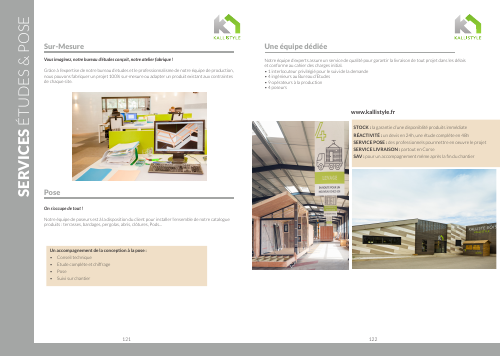 SERVICES ÉTUDES & POSE
KALLISTYLE
Sur-Mesure
Vous imaginez, notre bureau d'études conçoit, notre atelier fabrique !
Grâce à l'expertise de notre bureau d'études et le professionnalisme de notre équipe de production,
nous pouvons fabriquer un projet 100% sur-mesure ou adapter un produit existant aux contraintes
de chaque site.
Pose
On s'occupe de tout !
Notre équipe de poseurs est à la disposition du client pour installer l'ensemble de notre catalogue
produits : terrasses, bardages, pergolas, abris, clôtures, Pools...
Un accompagnement de la conception à la pose :
• Conseil technique
• Etude complète et chiffrage
• Pose
• Suivi sur chantier
121
KALLISTYLE
Une équipe dédiée
Notre équipe d'experts assure un service de qualité pour garantir la livraison de tout projet dans les délais
et conforme au cahier des charges initial.
• 1 interlocuteur privilégié pour le suivi de la demande
• 4 ingénieurs au bureau d'études
• 9 opérateurs à la production
• 4 poseurs
www.kallistyle.fr
STOCK : la garantie d'une disponibilité produits immédiate
RÉACTIVITÉ : un devis en 24h, une étude complète en 48h
SERVICE POSE : des professionnels pour mettre en oeuvre le projet
SERVICE LIVRAISON : partout en Corse
SAV : pour un accompagnement même après la fin du chantier
4
122